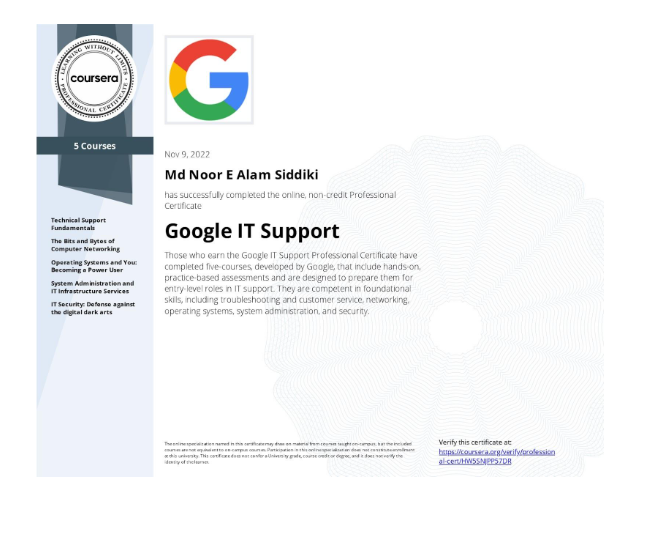 LEARNING WITHOUT LIMITS
coursera
PROFESSIONAL CERTIFICATE
5 Courses
Technical Support
Fundamentals
The Bits and Bytes of
Computer Networking
Operating Systems and You:
Becoming a Power User
System Administration and
IT Infrastructure Services
IT Security: Defense against
the digital dark arts
G
Nov 9, 2022
Md Noor E Alam Siddiki
has successfully completed the online, non-credit Professional
Certificate
Google IT Support
Those who earn the Google IT Support Professional Certificate have
completed five-courses, developed by Google, that include hands-on,
practice-based assessments and are designed to prepare them for
entry-level roles in IT support. They are competent in foundational
skills, including troubleshooting and customer service, networking,
operating systems, system administration, and security.
The online specialization named in this certificate may draw on material from courses taught on-campus, but the included
courses are not equivalent to on-campus courses. Participation in this online specialization does not constitute enrollment
at this university. This certificate does not confer a University grade, course credit or degree, and it does not verify the
identity of the learner.
Verify this certificate at:
https://coursera.org/verify/profession
al-cert/HW5SNJPP57DR